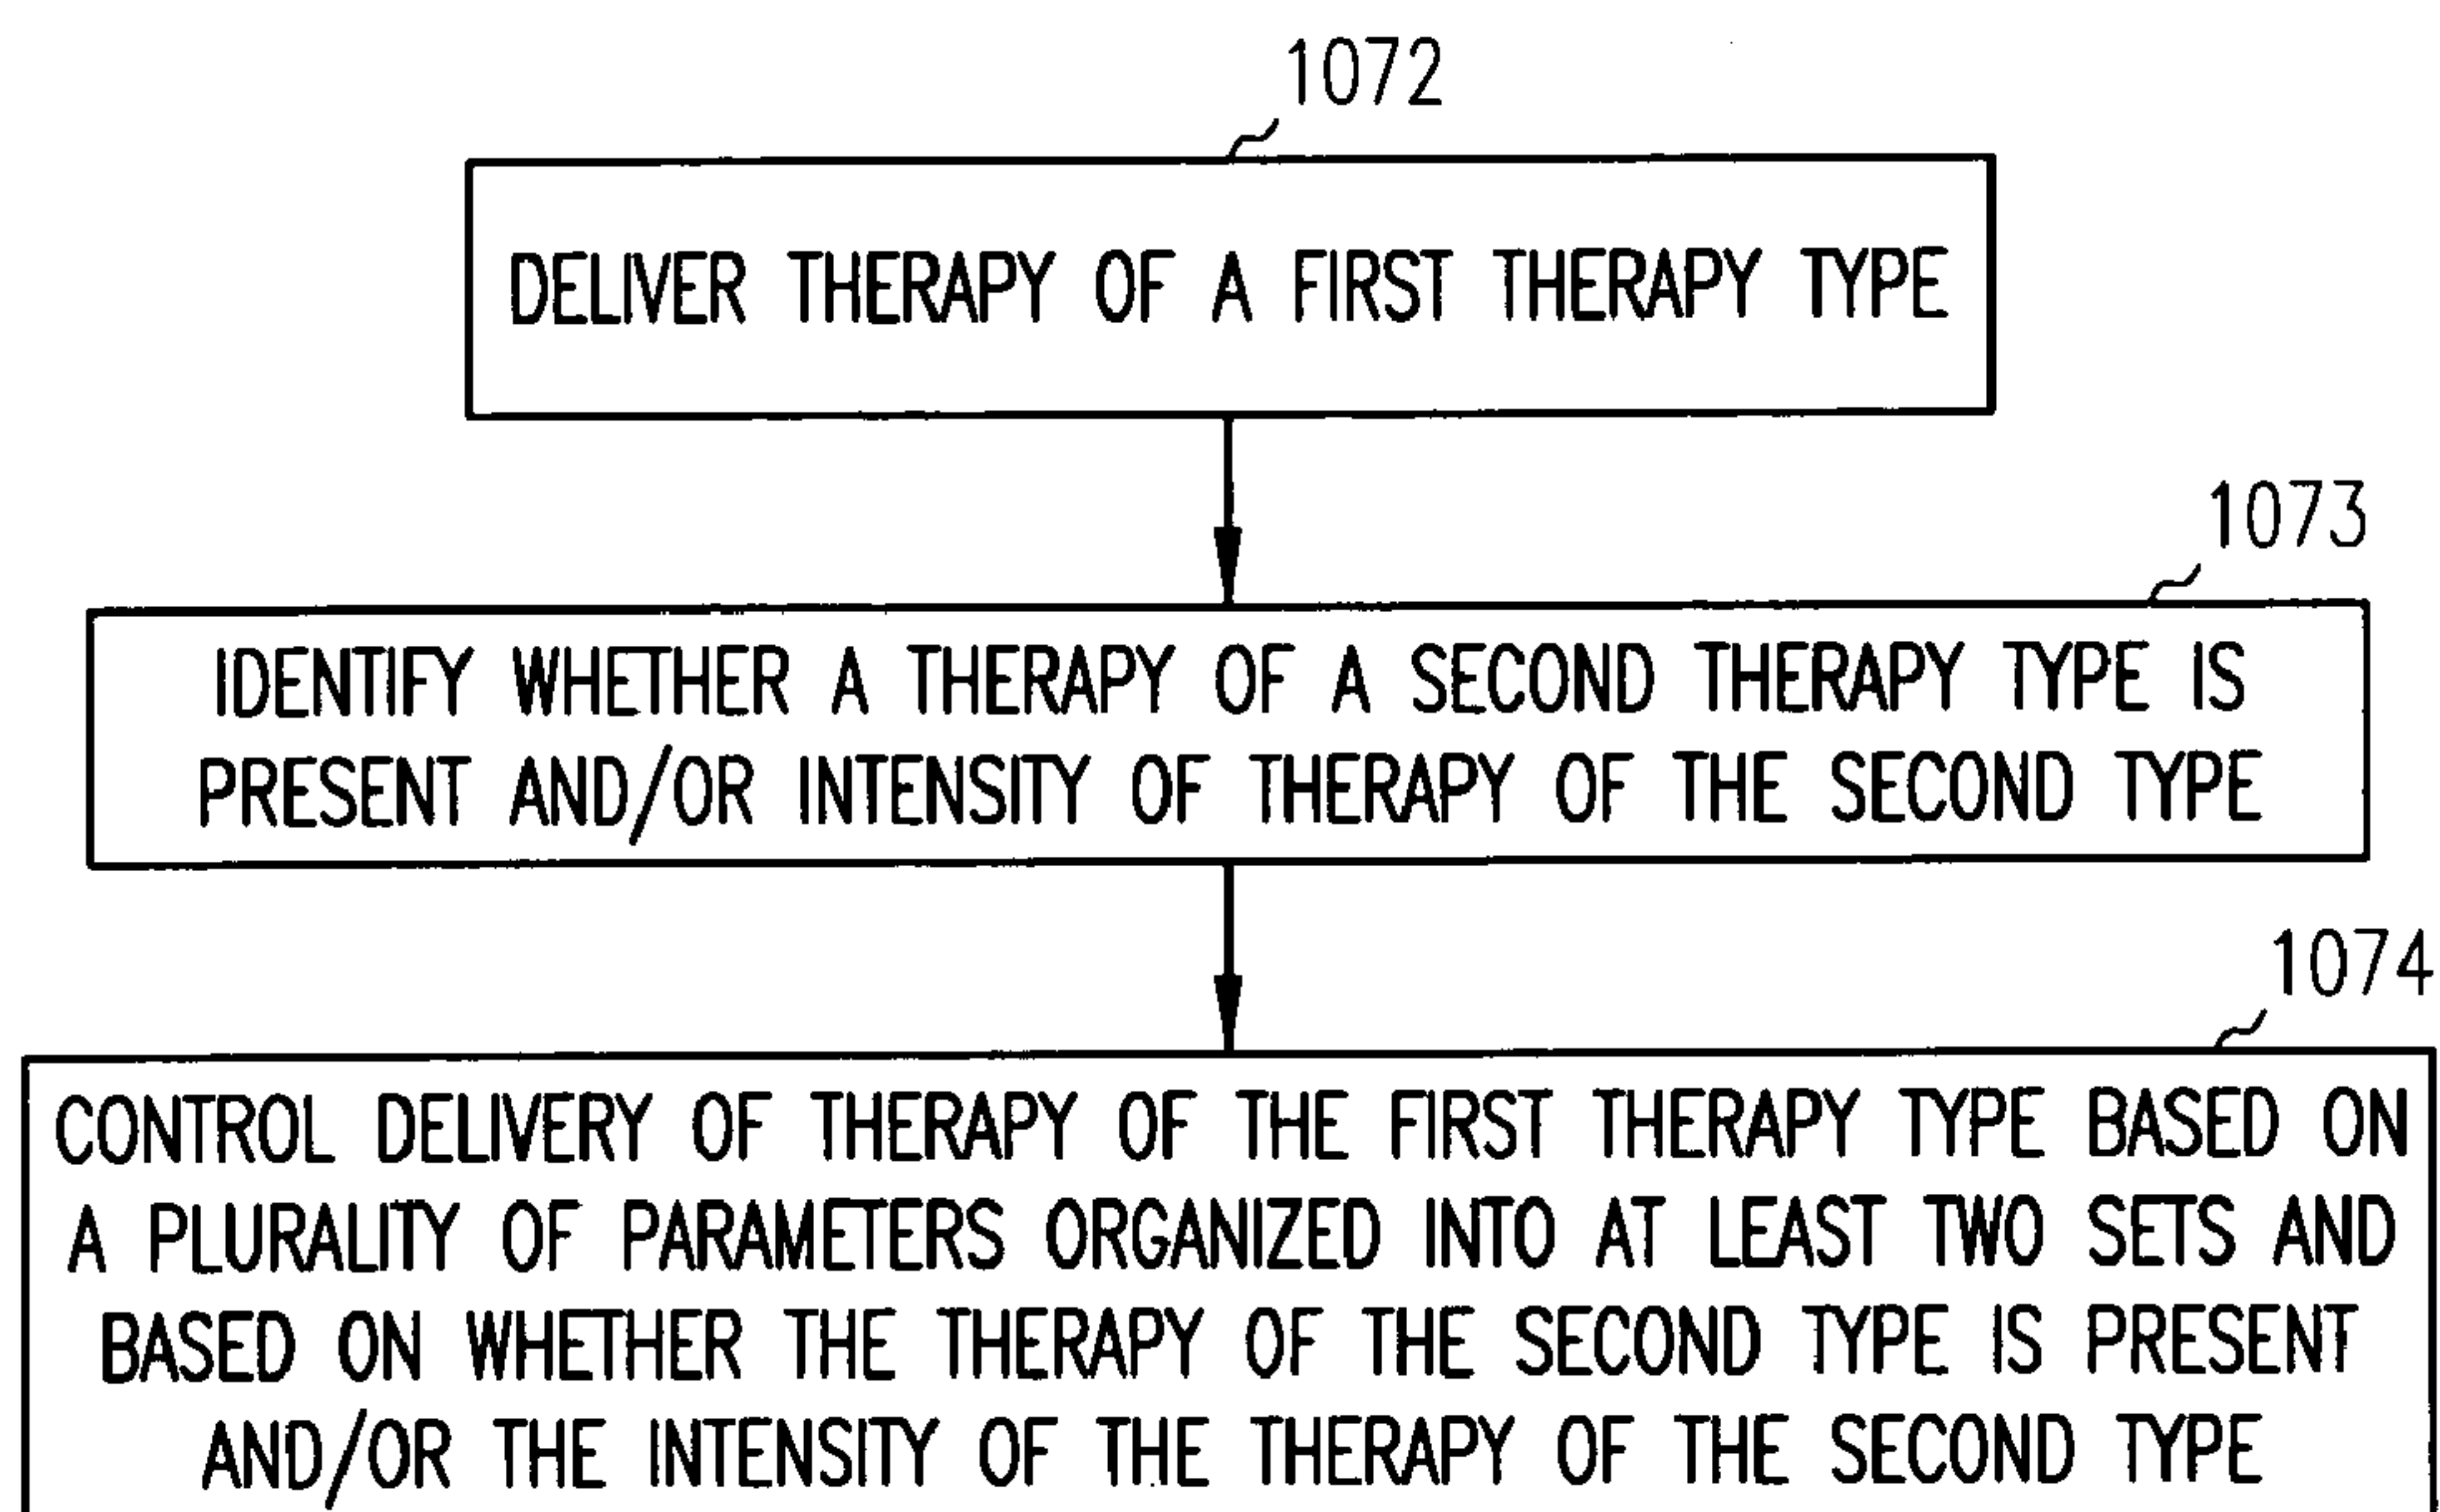 1072
DELIVER THERAPY OF A FIRST THERAPY TYPE
1073
IDENTIFY WHETHER A THERAPY OF A SECOND THERAPY TYPE IS
PRESENT AND/OR INTENSITY OF THERAPY OF THE SECOND TYPE
1074
CONTROL DELIVERY OF THERAPY OF THE FIRST THERAPY TYPE BASED ON
A PLURALITY OF PARAMETERS ORGANIZED INTO AT LEAST TWO SETS AND
BASED ON WHETHER THE THERAPY OF THE SECOND TYPE IS PRESENT
AND/OR THE INTENSITY OF THE THERAPY OF THE SECOND TYPE